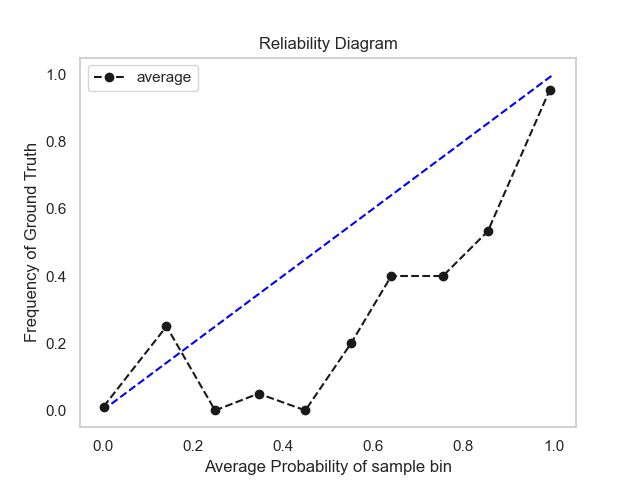 Reliability Diagram
average
Frequency of Ground Truth
1.0
0.8
0.6
0.4
0.2
0.0
0.0 0.2 0.4 0.6 0.8 1.0
Average Probability of sample bin